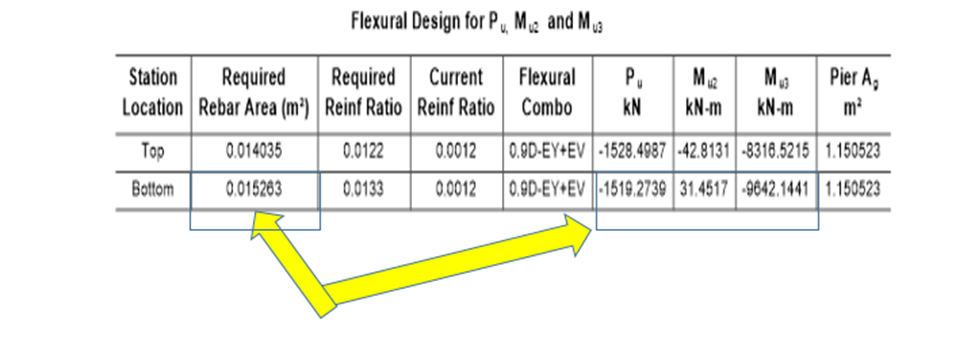 Flexural Design for Pu, Mu2 and Mu3
Station Location Required Rebar Area (m²) Required Reinf Ratio Current Reinf Ratio Flexural Combo Pu kN Mu2 kN-m Mu3 kN-m Pier Ag m²
Top 0.014035 0.0122 0.0012 0.9D-EY+EV -1528.4987 -42.8131 -8316.5215 1.150523
Bottom 0.015263 0.0133 0.0012 0.9D-EY+EV -1519.2739 31.4517 -9642.1441 1.150523